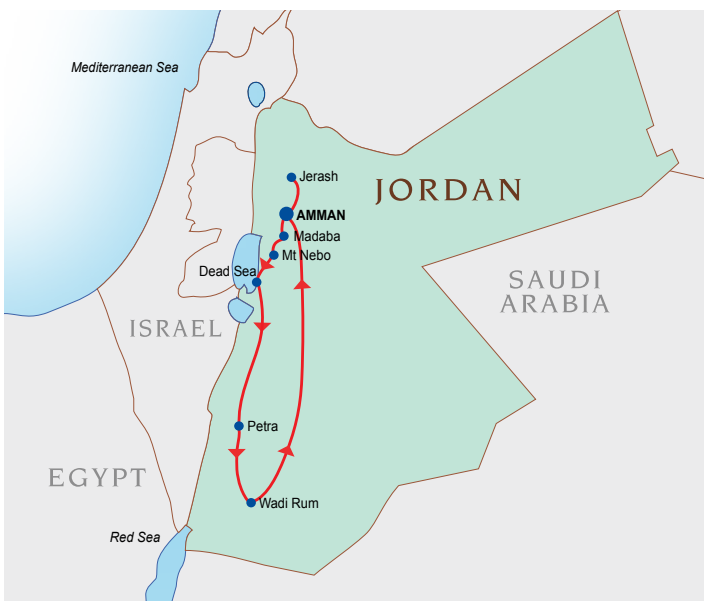 Mediterranean Sea
Jerash
JORDAN
AMMAN
Madaba
Mt Nebo
Dead Sea
SAUDI
ARABIA
ISRAEL
Petra
EGYPT
Wadi Rum
Red Sea